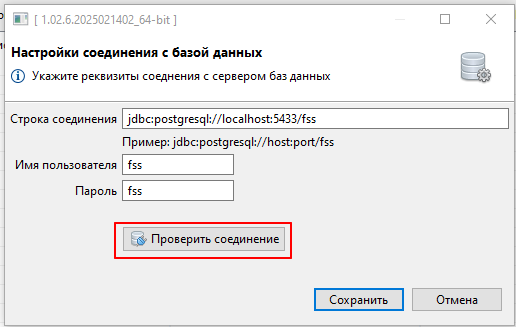 [ 1.02.6.2025021402_64-bit ]
Настройки соединения с базой данных
Укажите реквизиты соеднения с сервером баз данных
Строка соединения jdbc:postgresql://localhost:5433/fss
Пример: jdbc:postgresql://host:port/fss
Имя пользователя fss
Пароль fss
Проверить соединение
Сохранить Отмена